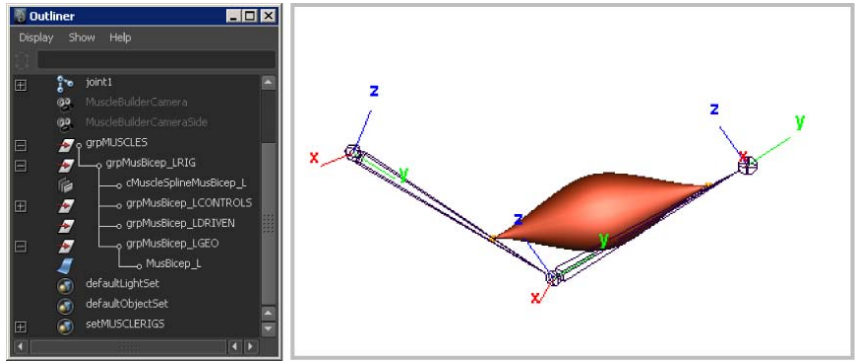 Outliner
Display Show Help
joint1
MuscleBuilderCamera
MuscleBuilderCameraSide
grpMUSCLES
grpMusBicep_LRIG
cMuscleSplineMusBicep_L
grpMusBicep_LCONTROLS
grpMusBicep_LDRIVEN
grpMusBicep_LGEO
MusBicep_L
defaultLightSet
defaultObjectSet
setMUSCLERIGS
z
z
y
x
y
x
z
y
x